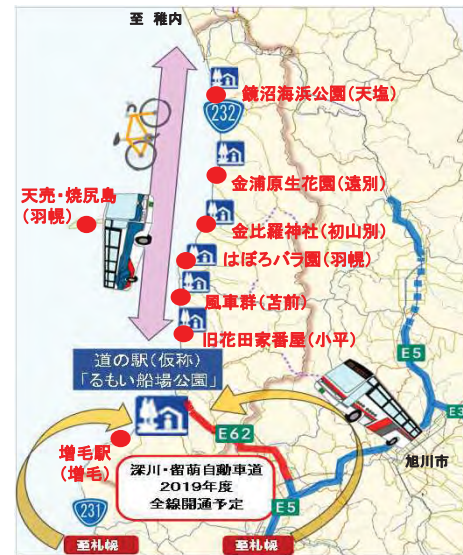 至 稚内
鏡沼海浜公園(天塩)
232
金浦原生花園(遠別)
天売・焼尻島
(羽幌)
金比羅神社(初山別)
はぼろバラ園(羽幌)
風車群(苫前)
旧花田家番屋(小平)
道の駅(仮称)
「るもい船場公園」
E5
E3
増毛駅
(増毛)
E62
旭川市
深川・留萌自動車道
2019年度
全線開通予定
E5
231
至札幌
至札幌